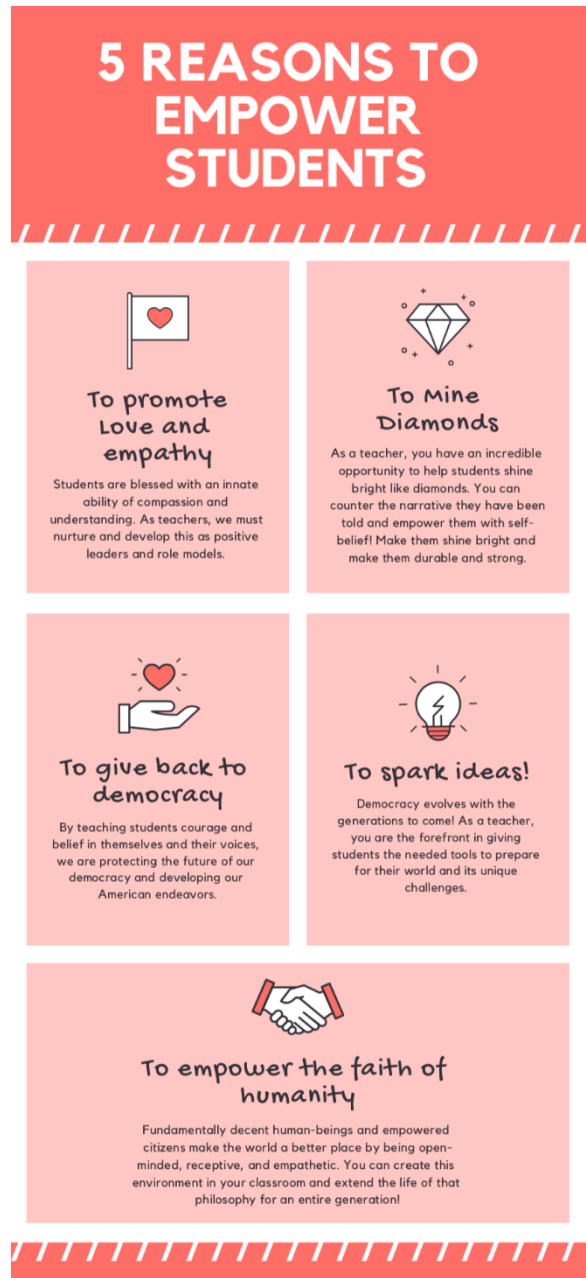 5 REASONS TO
EMPOWER
STUDENTS
To promote
Love and
empathy
Students are blessed with an innate
ability of compassion and
understanding. As teachers, we must
nurture and develop this as positive
leaders and role models.
To Mine
Diamonds
As a teacher, you have an incredible
opportunity to help students shine
bright like diamonds. You can
counter the narrative they have been
told and empower them with self-
belief! Make them shine bright and
make them durable and strong.
To give back to
democracy
By teaching students courage and
belief in themselves and their voices,
we are protecting the future of our
democracy and developing our
American endeavors.
To spark ideas!
Democracy evolves with the
generations to come! As a teacher,
you are the forefront in giving
students the needed tools to prepare
for their world and its unique
challenges.
To empower the faith of
humanity
Fundamentally decent human-beings and empowered
citizens make the world a better place by being open-
minded, receptive, and empathetic. You can create this
environment in your classroom and extend the life of that
philosophy for an entire generation!